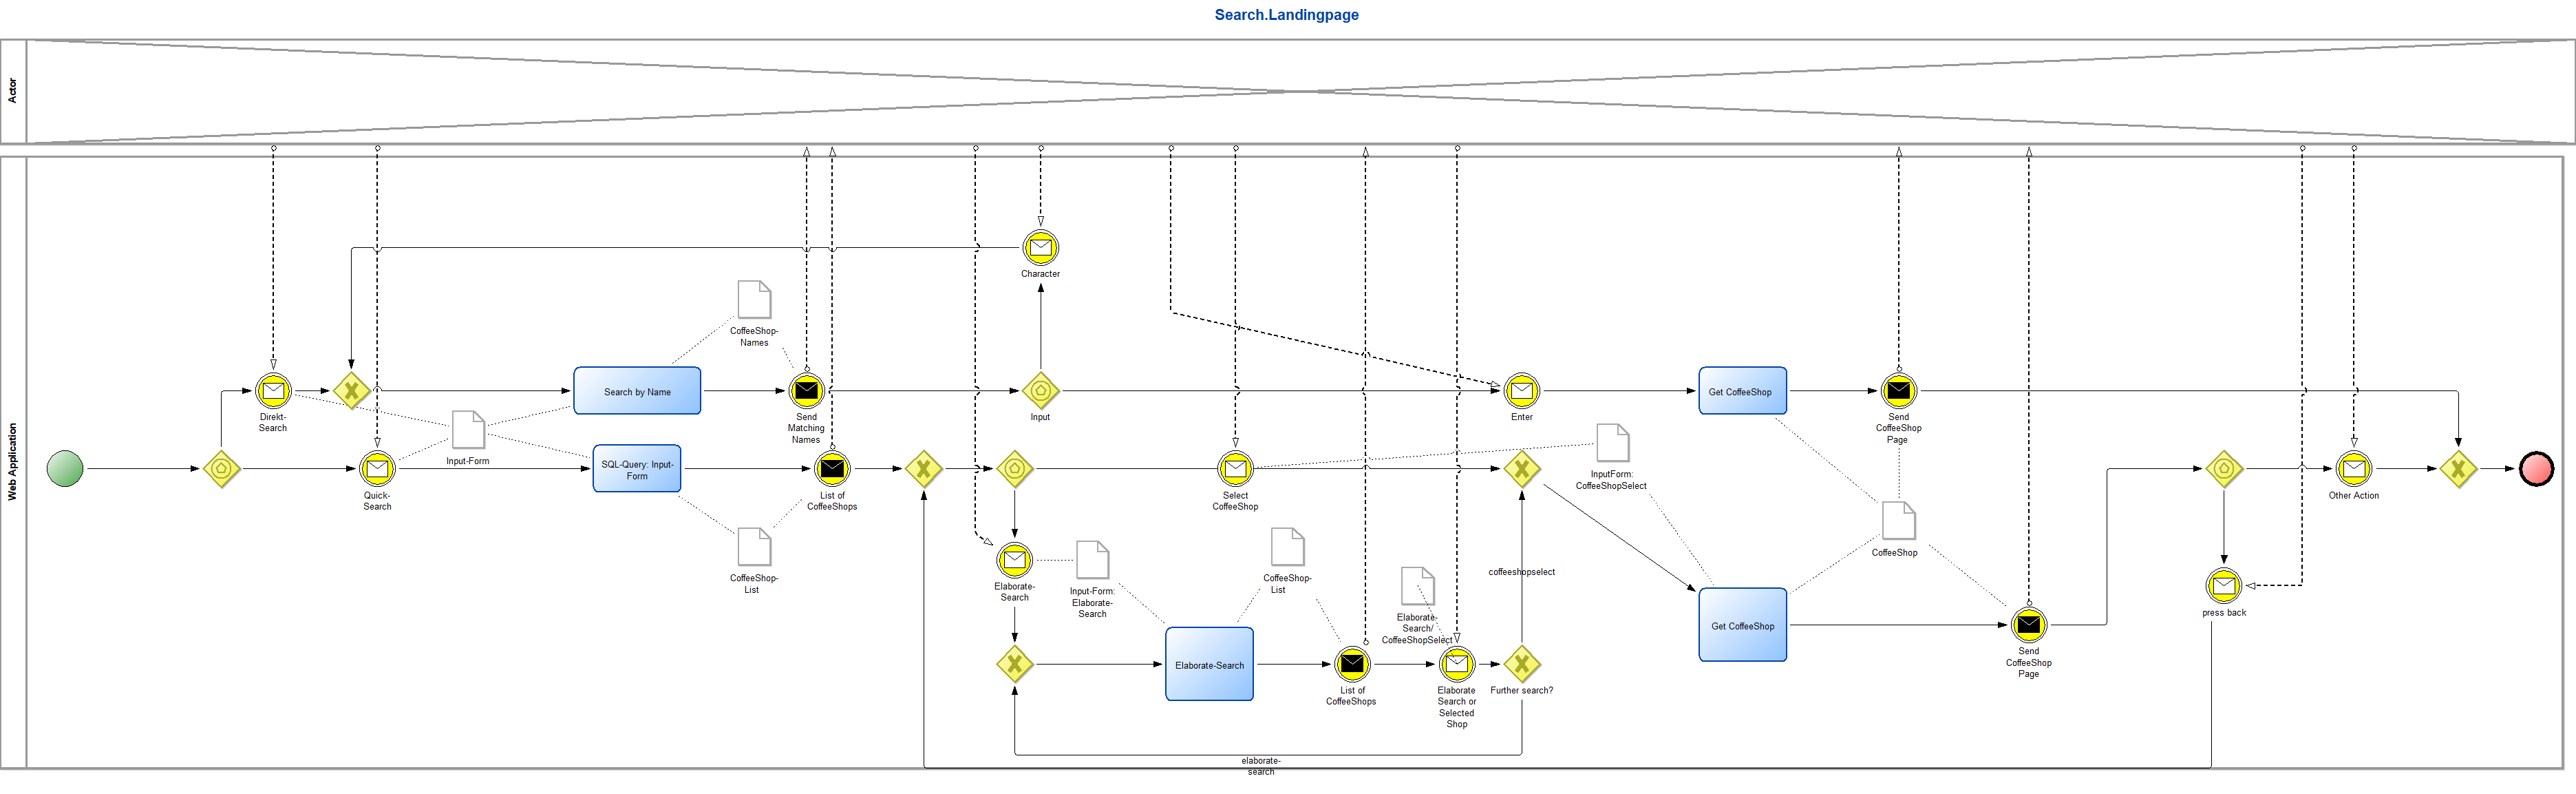 Search.Landingpage
Actor
Web Application
Character
CoffeeShop-
Names
Direkt-
Search
Search by Name
Send
Matching
Names
Input
Enter
Get CoffeeShop
Send
CoffeeShop
Page
Input-Form
Quick-
Search
SQL-Query: Input-
Form
List of
CoffeeShops
Select
CoffeeShop
InputForm:
CoffeeShopSelect
Other Action
CoffeeShop-
List
Elaborate-
Search
Input-Form:
Elaborate-
Search
CoffeeShop-
List
Elaborate-
Search/
CoffeeShopSelect
coffeeshopselect
CoffeeShop
press back
Elaborate-Search
List of
CoffeeShops
Elaborate
Search or
Selected
Shop
Further search?
Get CoffeeShop
Send
CoffeeShop
Page
elaborate-
search